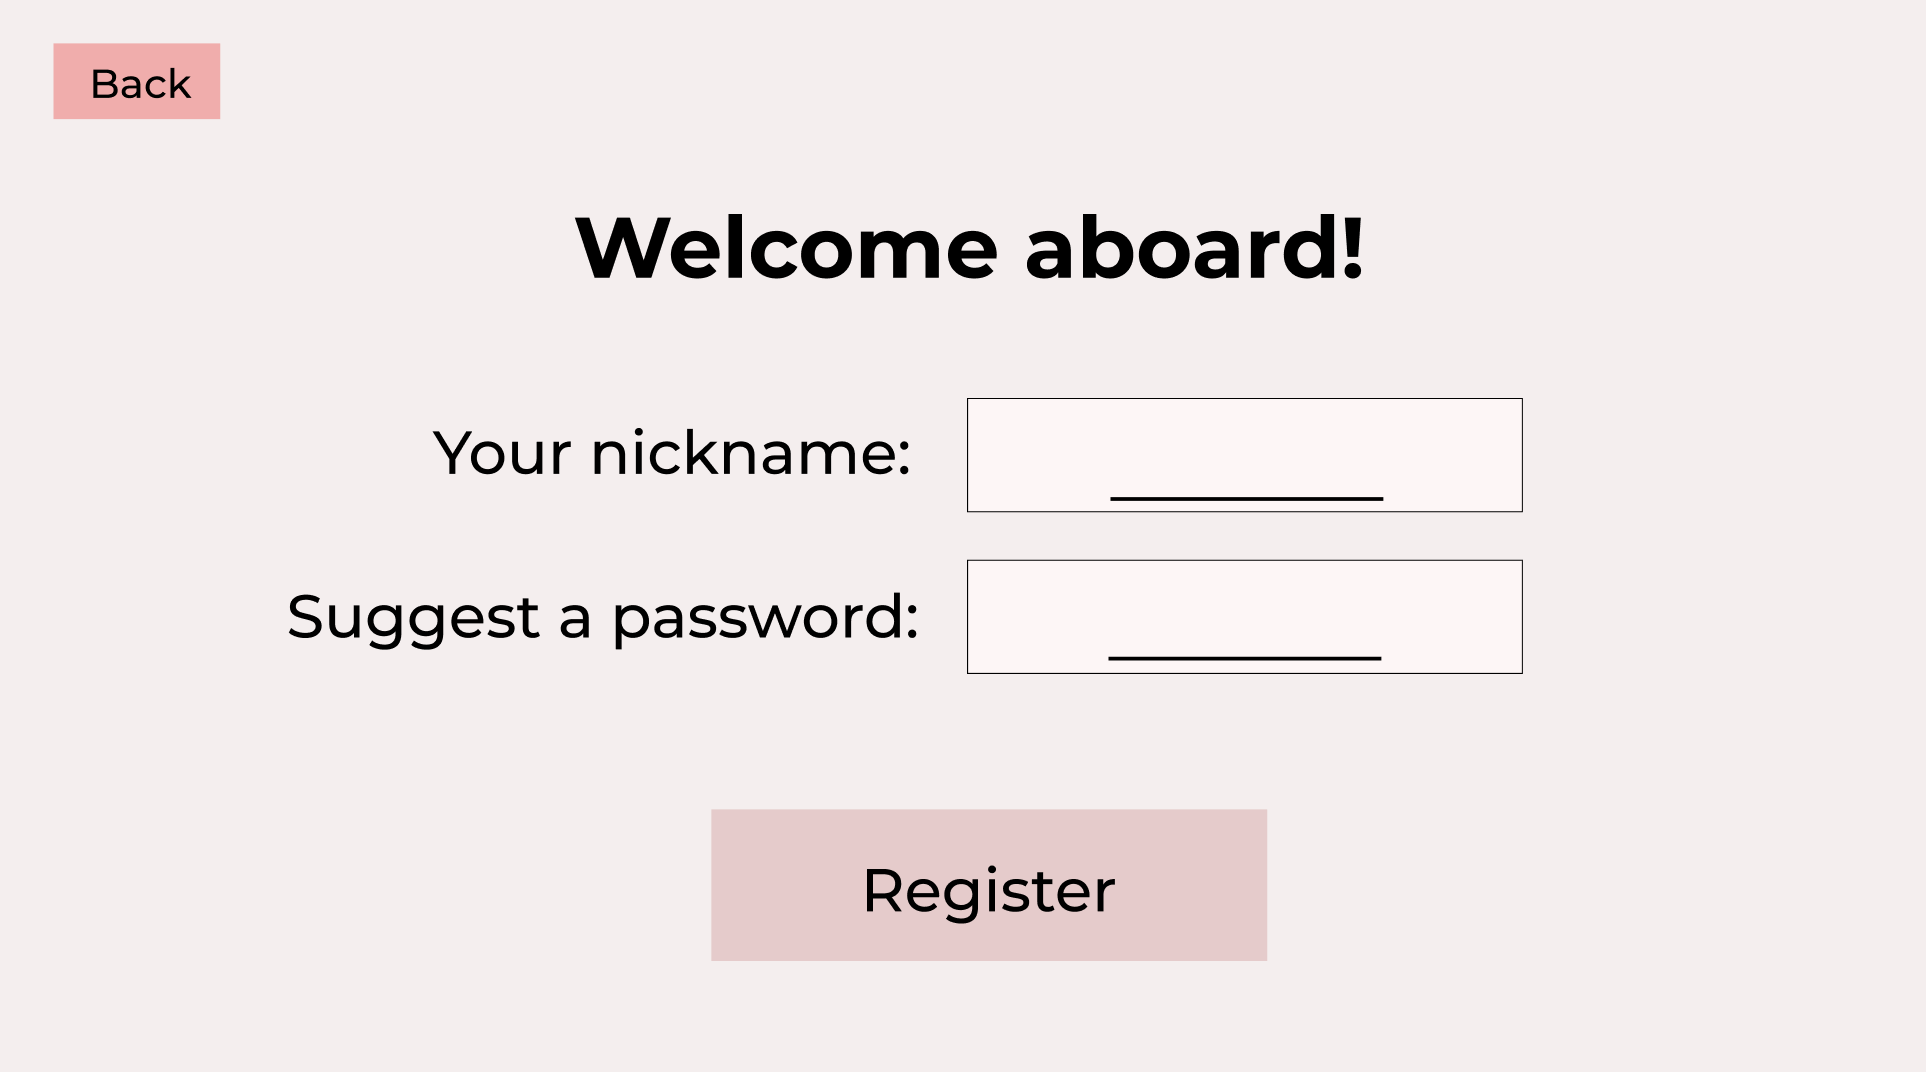 Back
Welcome aboard!
Your nickname:
Suggest a password:
Register